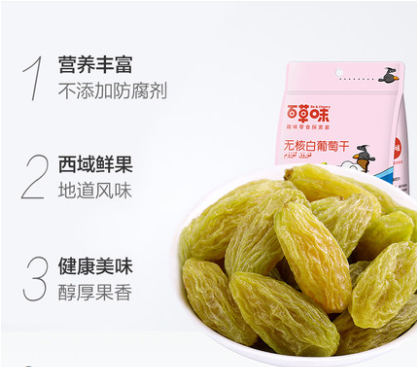 1
营养丰富
不添加防腐剂
2
西域鲜果
地道风味
3
健康美味
醇厚果香
百草味
无核白葡萄干